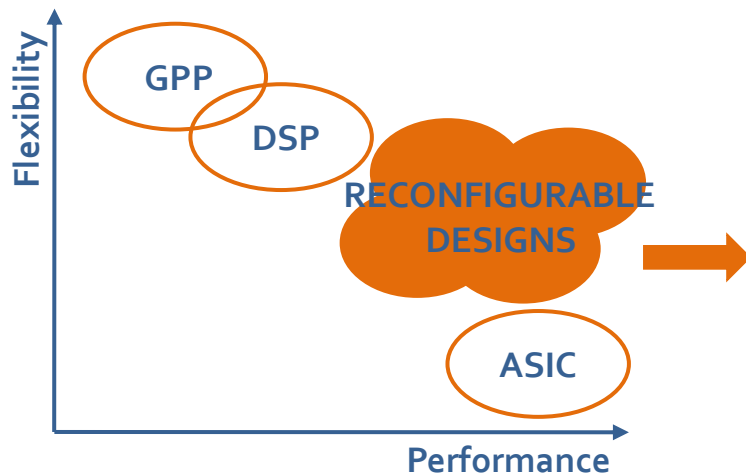 Flexibility
GPP
DSP
RECONFIGURABLE
DESIGNS
ASIC
Performance